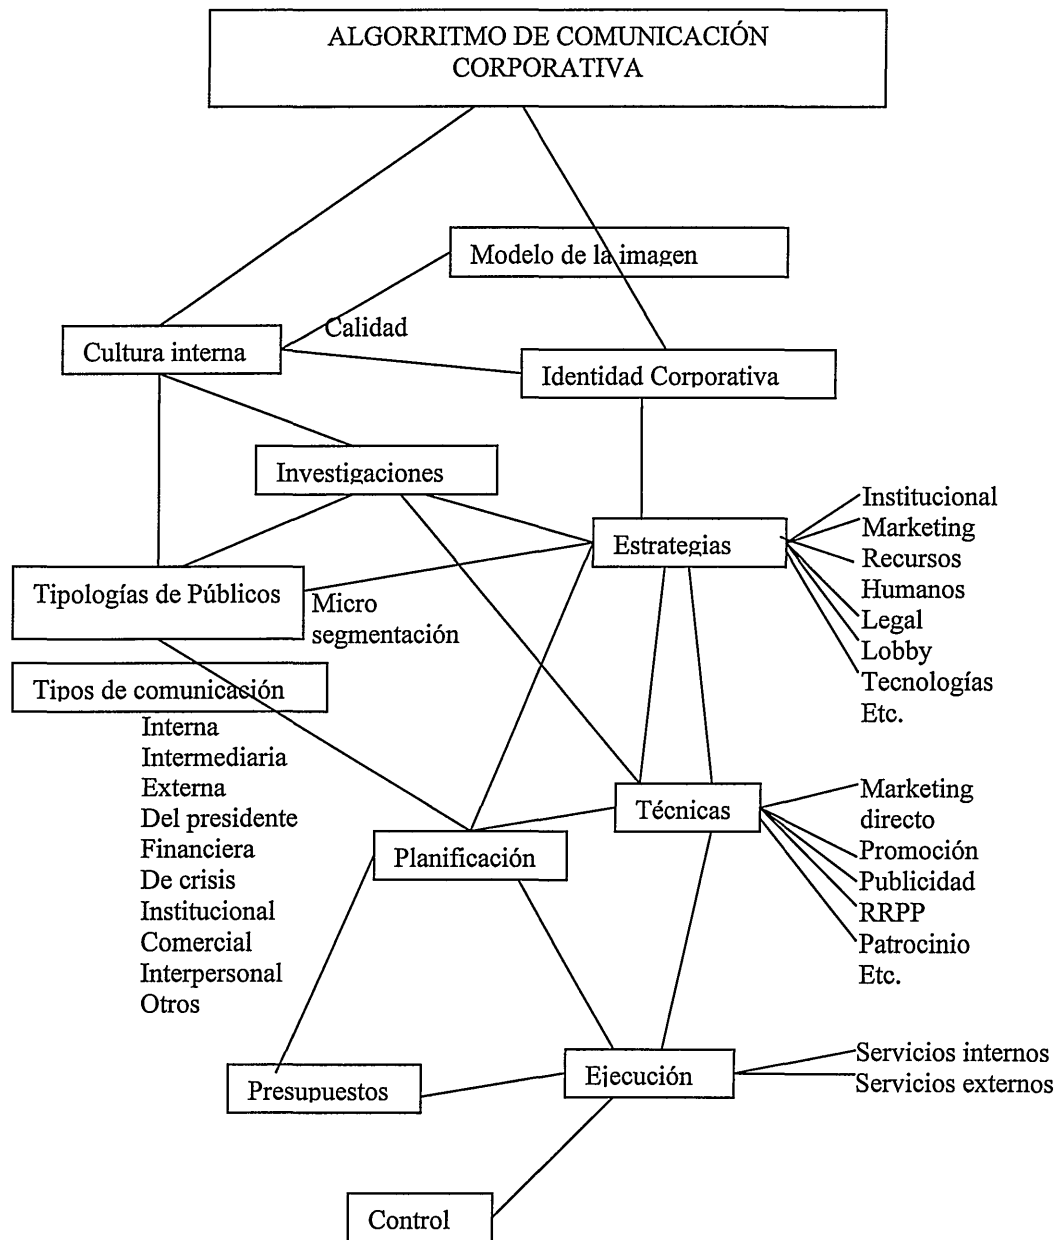 ALGORRITMO DE COMUNICACIÓN
CORPORATIVA
Modelo de la imagen
Calidad
Cultura interna
Identidad Corporativa
Investigaciones
Estrategias
Institucional
Marketing
Recursos
Humanos
Legal
Lobby
Tecnologías
Etc.
Tipologías de Públicos
Micro
segmentación
Tipos de comunicación
Interna
Intermediaria
Externa
Del presidente
Financiera
De crisis
Institucional
Comercial
Interpersonal
Otros
Técnicas
Marketing
directo
Promoción
Publicidad
RRPP
Patrocinio
Etc.
Planificación
Presupuestos
Ejecución
Servicios internos
Servicios externos
Control